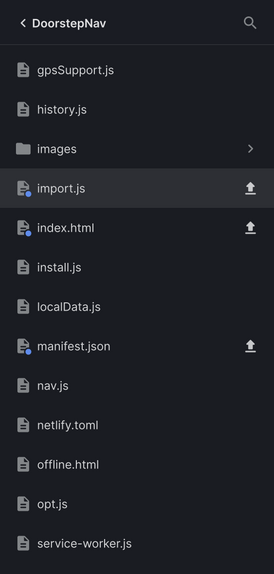 DoorstepNav
gpsSupport.js
history.js
images
import.js
index.html
install.js
localData.js
manifest.json
nav.js
netlify.toml
offline.html
opt.js
service-worker.js